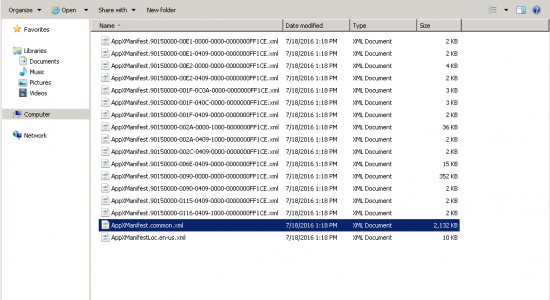 Organize Open Share with New folder
Favorites
Libraries
Documents
Music
Pictures
Videos
Computer
Network
Name Date modified Type Size
AppXManifest.90150000-00E1-0000-0000-0000000FF1CE.xml 7/18/2016 1:18 PM XML Document 2 KB
AppXManifest.90150000-00E1-0409-0000-0000000FF1CE.xml 7/18/2016 1:18 PM XML Document 2 KB
AppXManifest.90150000-00E2-0000-0000-0000000FF1CE.xml 7/18/2016 1:18 PM XML Document 4 KB
AppXManifest.90150000-00E2-0409-0000-0000000FF1CE.xml 7/18/2016 1:18 PM XML Document 2 KB
AppXManifest.90150000-001F-0C0A-0000-0000000FF1CE.xml 7/18/2016 1:18 PM XML Document 3 KB
AppXManifest.90150000-001F-040C-0000-0000000FF1CE.xml 7/18/2016 1:18 PM XML Document 3 KB
AppXManifest.90150000-001F-0409-0000-0000000FF1CE.xml 7/18/2016 1:18 PM XML Document 2 KB
AppXManifest.90150000-002A-0000-1000-0000000FF1CE.xml 7/18/2016 1:18 PM XML Document 36 KB
AppXManifest.90150000-002A-0409-1000-0000000FF1CE.xml 7/18/2016 1:18 PM XML Document 2 KB
AppXManifest.90150000-002C-0409-0000-0000000FF1CE.xml 7/18/2016 1:18 PM XML Document 2 KB
AppXManifest.90150000-006E-0409-0000-0000000FF1CE.xml 7/18/2016 1:18 PM XML Document 15 KB
AppXManifest.90150000-0090-0000-0000-0000000FF1CE.xml 7/18/2016 1:18 PM XML Document 352 KB
AppXManifest.90150000-0090-0409-0000-0000000FF1CE.xml 7/18/2016 1:18 PM XML Document 2 KB
AppXManifest.90150000-0115-0409-0000-0000000FF1CE.xml 7/18/2016 1:18 PM XML Document 2 KB
AppXManifest.90150000-0116-0409-1000-0000000FF1CE.xml 7/18/2016 1:18 PM XML Document 2 KB
AppXManifest.common.xml 7/18/2016 1:18 PM XML Document 2,132 KB
AppXManifestLoc.en-us.xml 7/18/2016 1:18 PM XML Document 10 KB